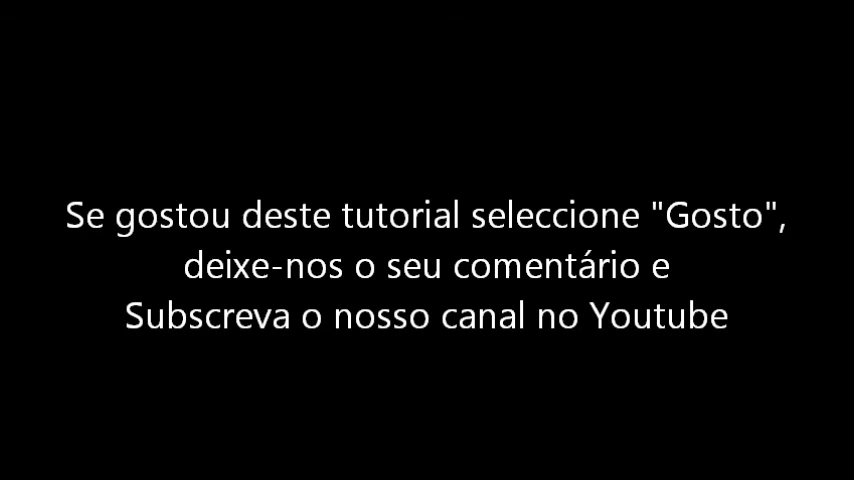 Se gostou deste tutorial seleccione "Gosto",
deixe-nos o seu comentário e
Subscreva o nosso canal no Youtube